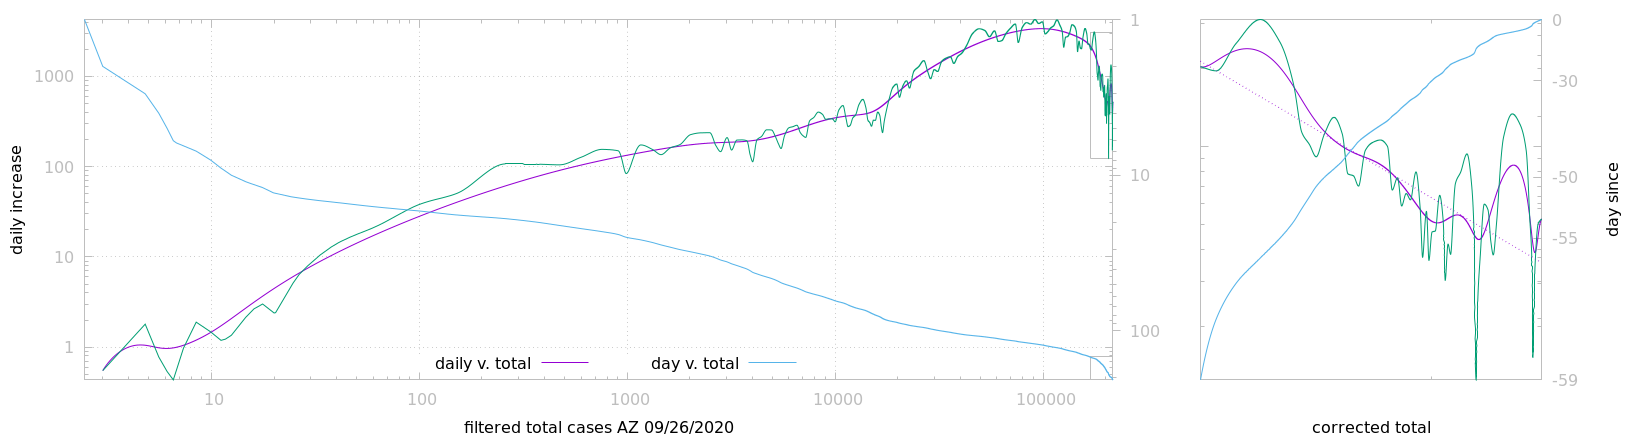 1
0
1000
-30
100
10
-50
daily increase
day since
10
-55
1
100
daily v. total
day v. total
-59
10
100
1000
10000
100000
filtered total cases AZ 09/26/2020
corrected total